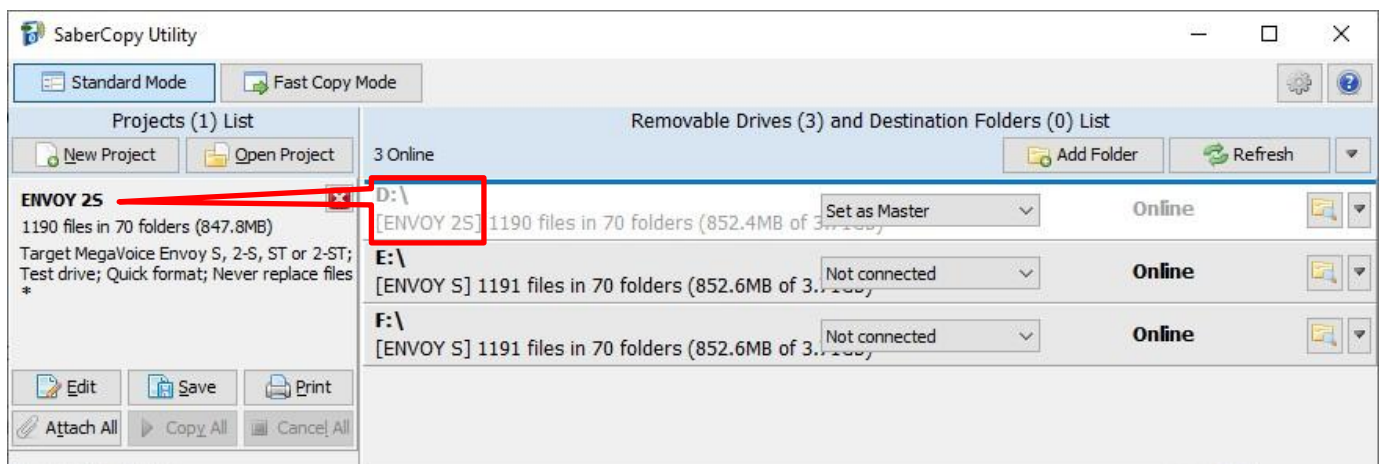 SaberCopy Utility
Standard Mode Fast Copy Mode
Projects (1) List
New Project Open Project
ENVOY 2S
1190 files in 70 folders (847.8MB)
Target MegaVoice Envoy S, 2-S, ST or 2-ST;
Test drive; Quick format; Never replace files
*
Edit Save Print
Attach All Copy All Cancel All
Removable Drives (3) and Destination Folders (0) List
3 Online Add Folder Refresh
D:\
[ENVOY 2S] 1190 files in 70 folders (852.4MB of 3.71GB)
Set as Master Online
E:\
[ENVOY S] 1191 files in 70 folders (852.6MB of 3.
Not connected Online
F:\
[ENVOY S] 1191 files in 70 folders (852.6MB of 3.
Not connected Online